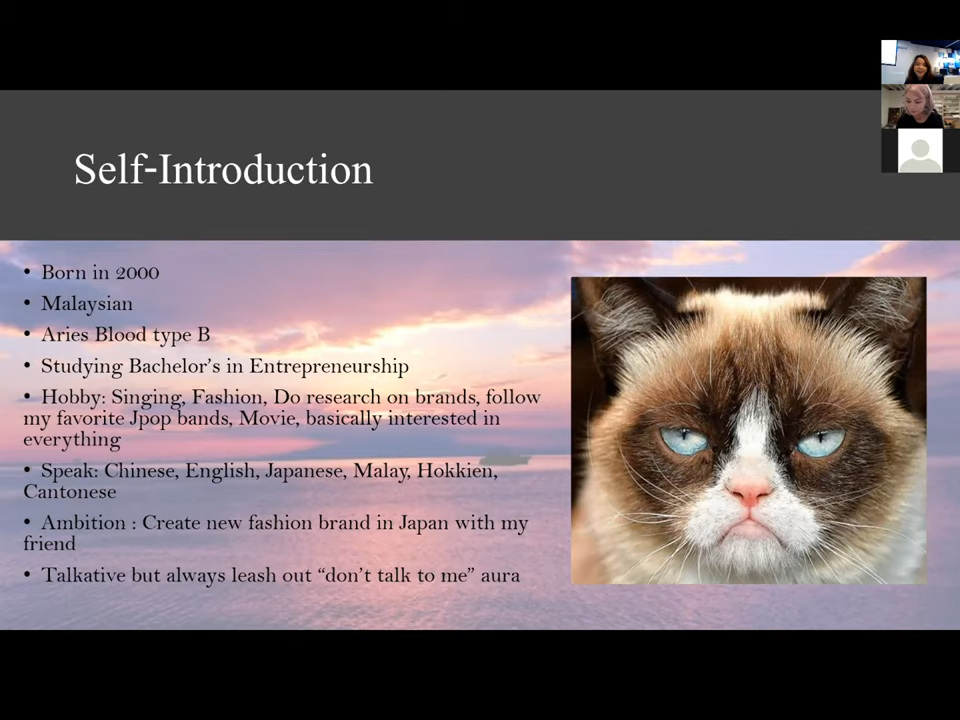 Self-Introduction
• Born in 2000
• Malaysian
• Aries Blood type B
• Studying Bachelor's in Entrepreneurship
• Hobby: Singing, Fashion, Do research on brands, follow
my favorite Jpop bands, Movie, basically interested in
everything
• Speak: Chinese, English, Japanese, Malay, Hokkien,
Cantonese
• Ambition : Create new fashion brand in Japan with my
friend
• Talkative but always leash out “don't talk to me” aura